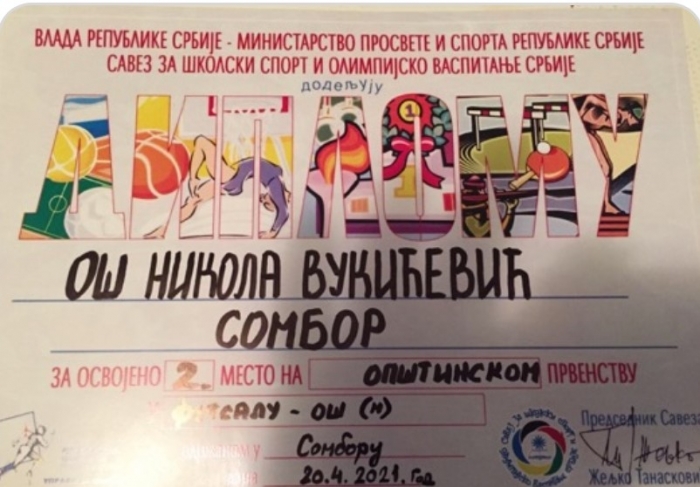 ВЛАДА РЕПУБЛИКЕ СРБИЈЕ - МИНИСТАРСТВО ПРОСВЕТЕ И СПОРТА РЕПУБЛИКЕ СРБИЈЕ
САВЕЗ ЗА ШКОЛСКИ СПОРТ И ОЛИМПИЈСКО ВАСПИТАЊЕ СРБИЈЕ
додељују
ДИПЛОМУ
ОШ НИКОЛА ВУКИЋЕВИЋ
СОМБОР
ЗА ОСВОЈЕНО 2. МЕСТО НА ОПШТИНСКОМ ПРВЕНСТВУ
У ФУТСАЛУ - ОШ (М)
Председник Савеза
у Сомбору
20.4. 2021. год
Жељко Танаскови